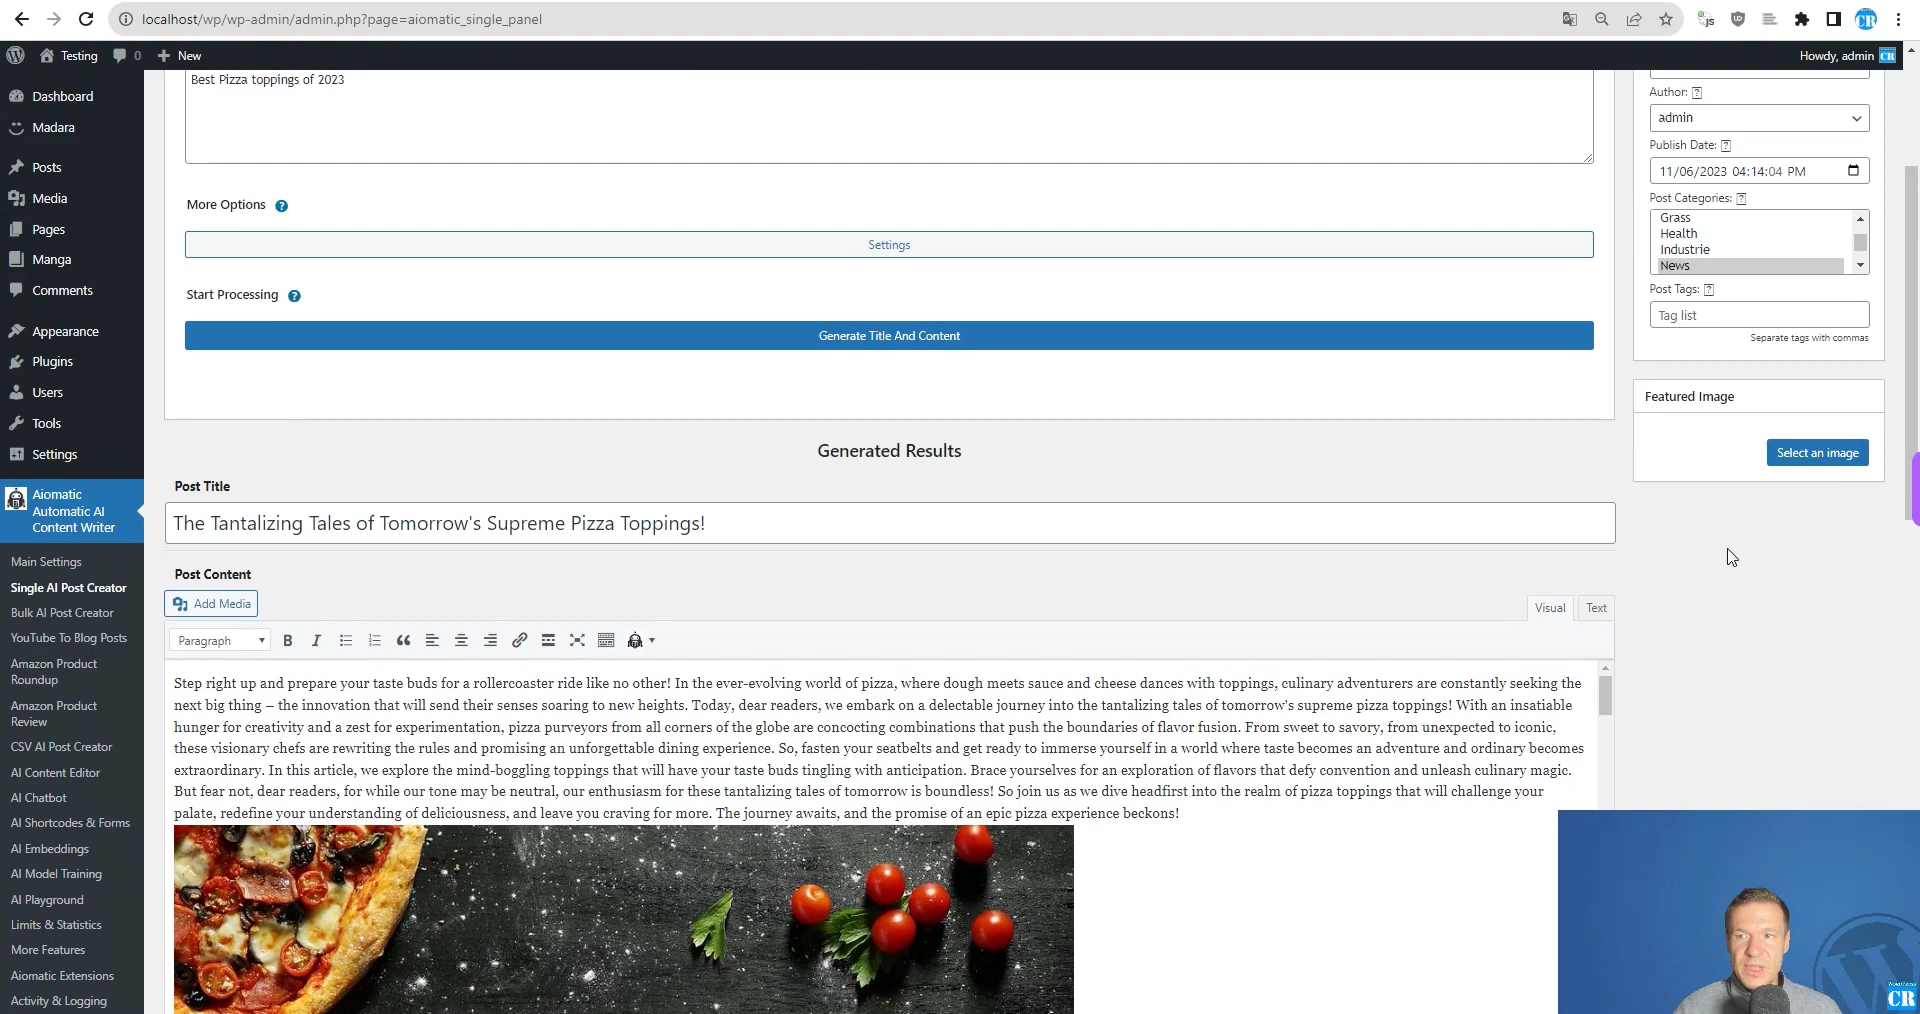 localhost/wp/wp-admin/admin.php?page=aiomatic_single_panel
Testing
0
New
Howdy, admin
CR
Dashboard
Madara
Posts
Media
Pages
Manga
Comments
Appearance
Plugins
Users
Tools
Settings
Aiomatic
Automatic AI
Content Writer
Main Settings
Single AI Post Creator
Bulk AI Post Creator
YouTube To Blog Posts
Amazon Product
Roundup
Amazon Product
Review
CSV AI Post Creator
AI Content Editor
AI Chatbot
AI Shortcodes & Forms
AI Embeddings
AI Model Training
AI Playground
Limits & Statistics
More Features
Aiomatic Extensions
Activity & Logging
Best Pizza toppings of 2023
More Options ?
Settings
Start Processing ?
Generate Title And Content
Generated Results
Post Title
The Tantalizing Tales of Tomorrow's Supreme Pizza Toppings!
Post Content
Add Media
Visual
Text
Paragraph
B
I
Step right up and prepare your taste buds for a rollercoaster ride like no other! In the ever-evolving world of pizza, where dough meets sauce and cheese dances with toppings, culinary adventurers are constantly seeking the
next big thing – the innovation that will send their senses soaring to new heights. Today, dear readers, we embark on a delectable journey into the tantalizing tales of tomorrow's supreme pizza toppings! With an insatiable
hunger for creativity and a zest for experimentation, pizza purveyors from all corners of the globe are concocting combinations that push the boundaries of flavor fusion. From sweet to savory, from unexpected to iconic,
these visionary chefs are rewriting the rules and promising an unforgettable dining experience. So, fasten your seatbelts and get ready to immerse yourself in a world where taste becomes an adventure and ordinary becomes
extraordinary. In this article, we explore the mind-boggling toppings that will have your taste buds tingling with anticipation. Brace yourselves for an exploration of flavors that defy convention and unleash culinary magic.
But fear not, dear readers, for while our tone may be neutral, our enthusiasm for these tantalizing tales of tomorrow is boundless! So join us as we dive headfirst into the realm of pizza toppings that will challenge your
palate, redefine your understanding of deliciousness, and leave you craving for more. The journey awaits, and the promise of an epic pizza experience beckons!
Author: ?
admin
Publish Date: ?
11/06/2023 04:14:04 PM
Post Categories: ?
Grass
Health
Industrie
News
Post Tags: ?
Tag list
Separate tags with commas
Featured Image
Select an image
CR